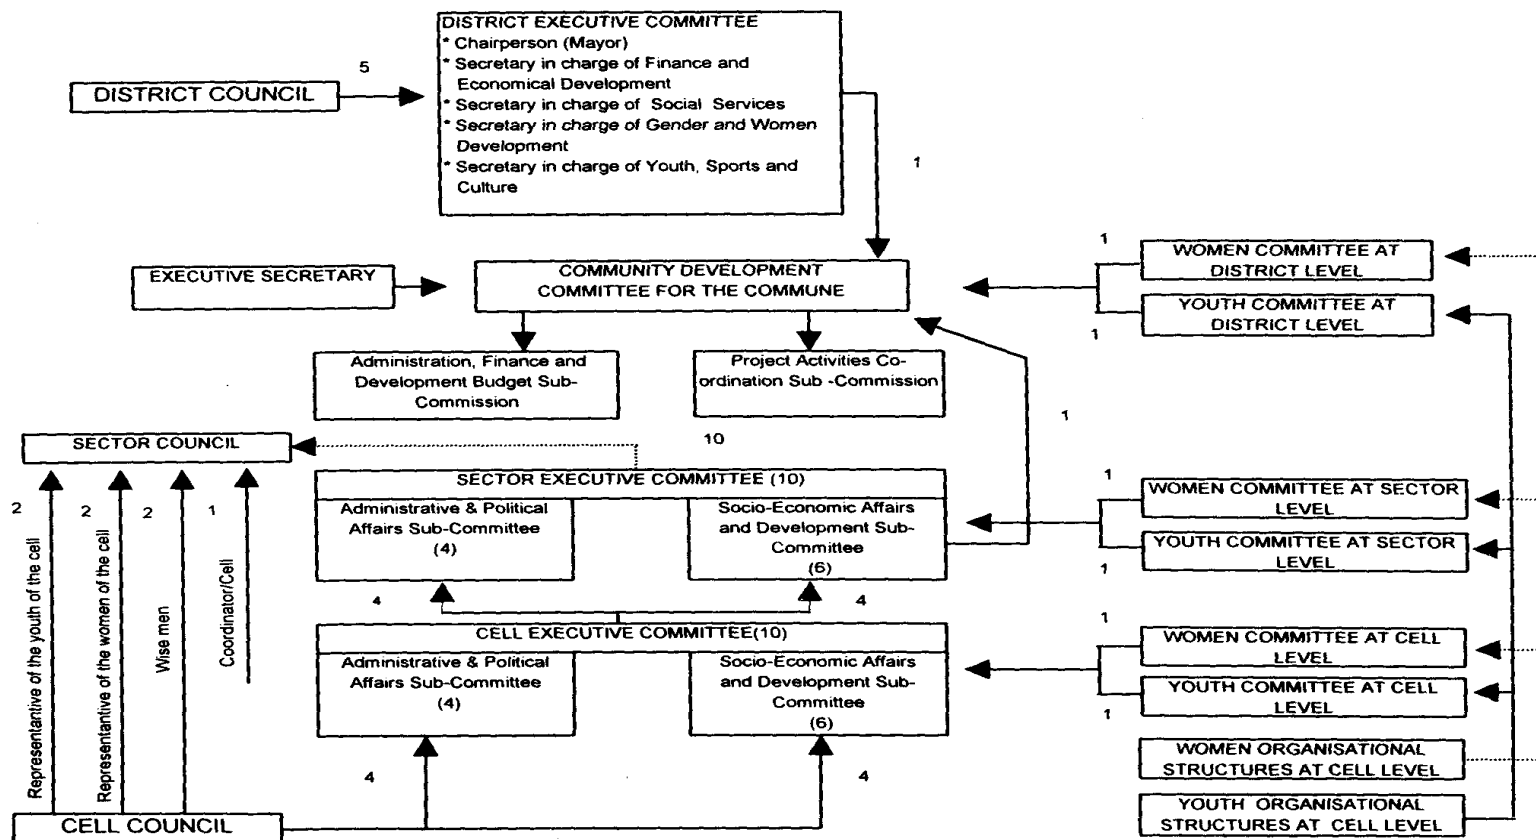 DISTRICT EXECUTIVE COMMITTEE
* Chairperson (Mayor)
* Secretary in charge of Finance and
Economical Development
* Secretary in charge of Social Services
* Secretary in charge of Gender and Women
Development
* Secretary in charge of Youth, Sports and
Culture
5
DISTRICT COUNCIL
1
EXECUTIVE SECRETARY
COMMUNITY DEVELOPMENT
COMMITTEE FOR THE COMMUNE
1
WOMEN COMMITTEE AT
DISTRICT LEVEL
YOUTH COMMITTEE AT
DISTRICT LEVEL
1
Administration, Finance and
Development Budget Sub-
Commission
Project Activities Co-
ordination Sub -Commission
1
SECTOR COUNCIL
10
SECTOR EXECUTIVE COMMITTEE (10)
Administrative & Political
Affairs Sub-Committee
(4)
Socio-Economic Affairs
and Development Sub-
Committee
(6)
1
WOMEN COMMITTEE AT SECTOR
LEVEL
YOUTH COMMITTEE AT SECTOR
LEVEL
1
2
2
2
1
Representantive of the youth of the cell
Representantive of the women of the cell
Wise men
Coordinator/Cell
4
4
CELL EXECUTIVE COMMITTEE(10)
Administrative & Political
Affairs Sub-Committee
(4)
Socio-Economic Affairs
and Development Sub-
Committee
(6)
1
WOMEN COMMITTEE AT CELL
LEVEL
YOUTH COMMITTEE AT CELL
LEVEL
1
4
4
WOMEN ORGANISATIONAL
STRUCTURES AT CELL LEVEL
YOUTH ORGANISATIONAL
STRUCTURES AT CELL LEVEL
CELL COUNCIL